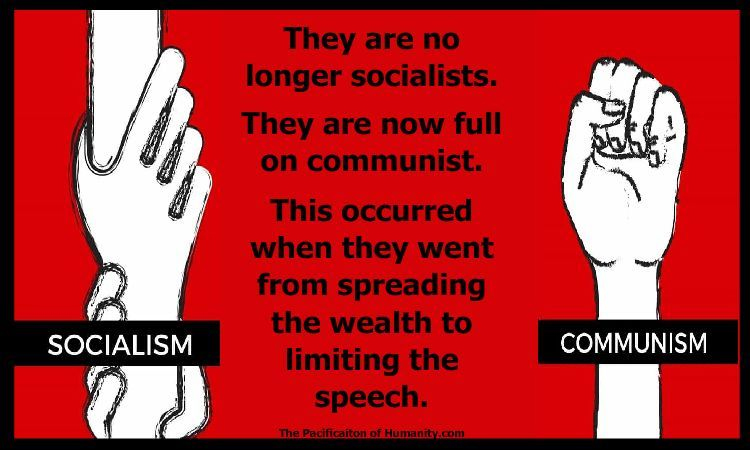 They are no
longer socialists.
They are now full
on communist.
This occurred
when they went
from spreading
the wealth to
limiting the
speech.
SOCIALISM
COMMUNISM
The Pacificaiton of Humanity.com